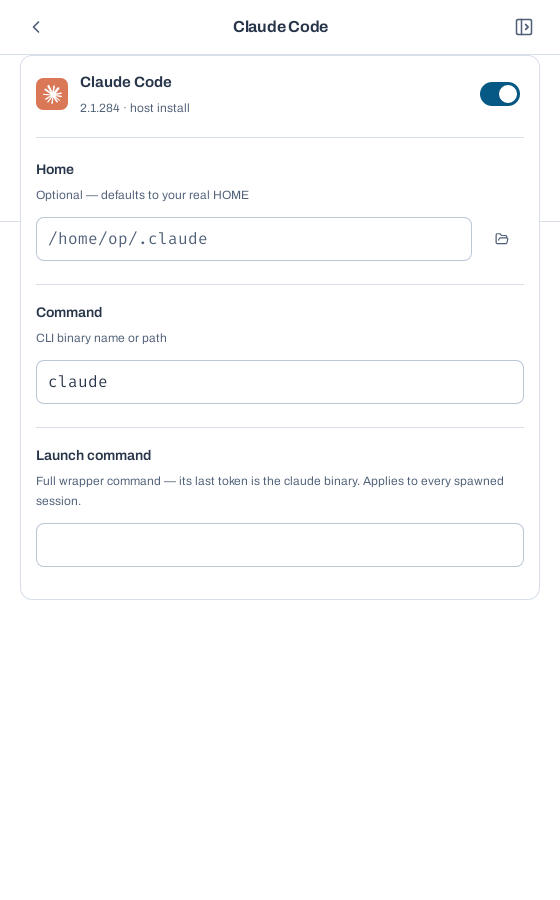 Claude Code
Claude Code
2.1.284 · host install
Home
Optional — defaults to your real HOME
/home/op/.claude
Command
CLI binary name or path
claude
Launch command
Full wrapper command — its last token is the claude binary. Applies to every spawned
session.